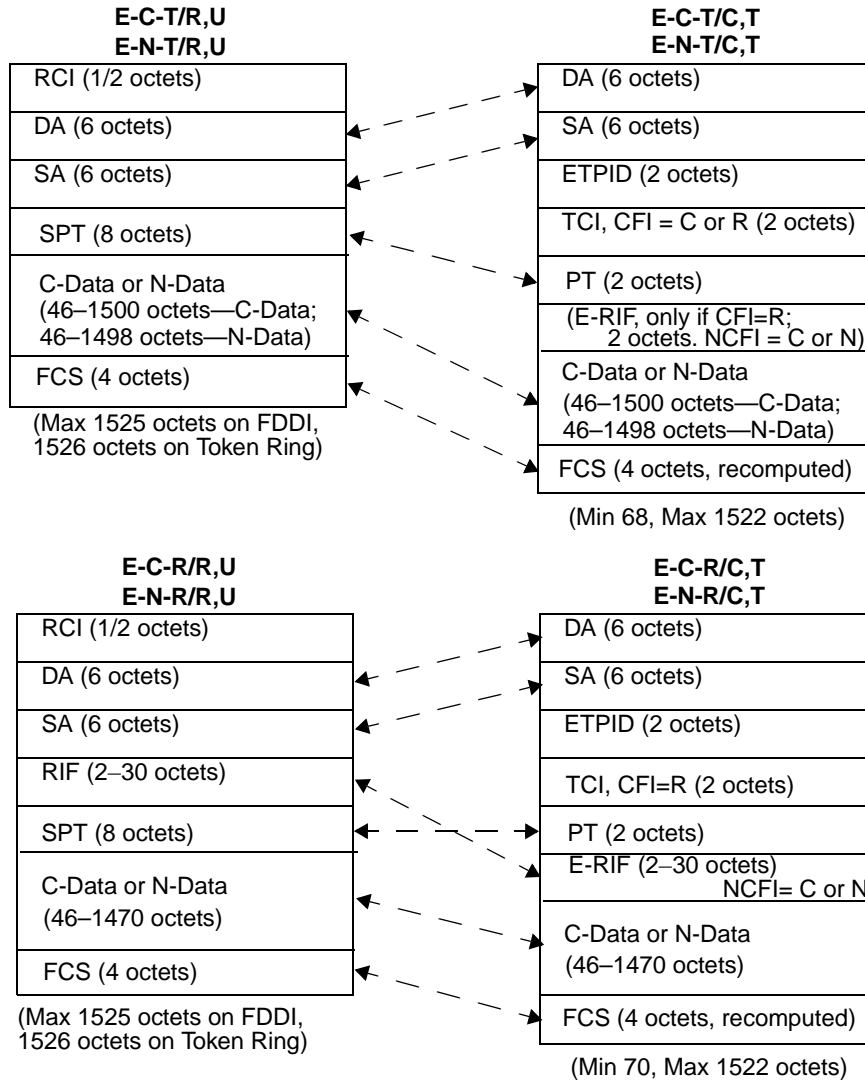 E-C-T/R,U
E-N-T/R,U
RCI (1/2 octets)
DA (6 octets)
SA (6 octets)
SPT (8 octets)
C-Data or N-Data
(46–1500 octets—C-Data;
46–1498 octets—N-Data)
FCS (4 octets)
(Max 1525 octets on FDDI,
1526 octets on Token Ring)
E-C-T/C,T
E-N-T/C,T
DA (6 octets)
SA (6 octets)
ETPID (2 octets)
TCI, CFI = C or R (2 octets)
PT (2 octets)
(E-RIF, only if CFI=R;
2 octets. NCFI = C or N)
C-Data or N-Data
(46–1500 octets—C-Data;
46–1498 octets—N-Data)
FCS (4 octets, recomputed)
(Min 68, Max 1522 octets)
E-C-R/R,U
E-N-R/R,U
RCI (1/2 octets)
DA (6 octets)
SA (6 octets)
RIF (2–30 octets)
SPT (8 octets)
C-Data or N-Data
(46–1470 octets)
FCS (4 octets)
(Max 1525 octets on FDDI,
1526 octets on Token Ring)
E-C-R/C,T
E-N-R/C,T
DA (6 octets)
SA (6 octets)
ETPID (2 octets)
TCI, CFI=R (2 octets)
PT (2 octets)
E-RIF (2–30 octets)
NCFI= C or N
C-Data or N-Data
(46–1470 octets)
FCS (4 octets, recomputed)
(Min 70, Max 1522 octets)